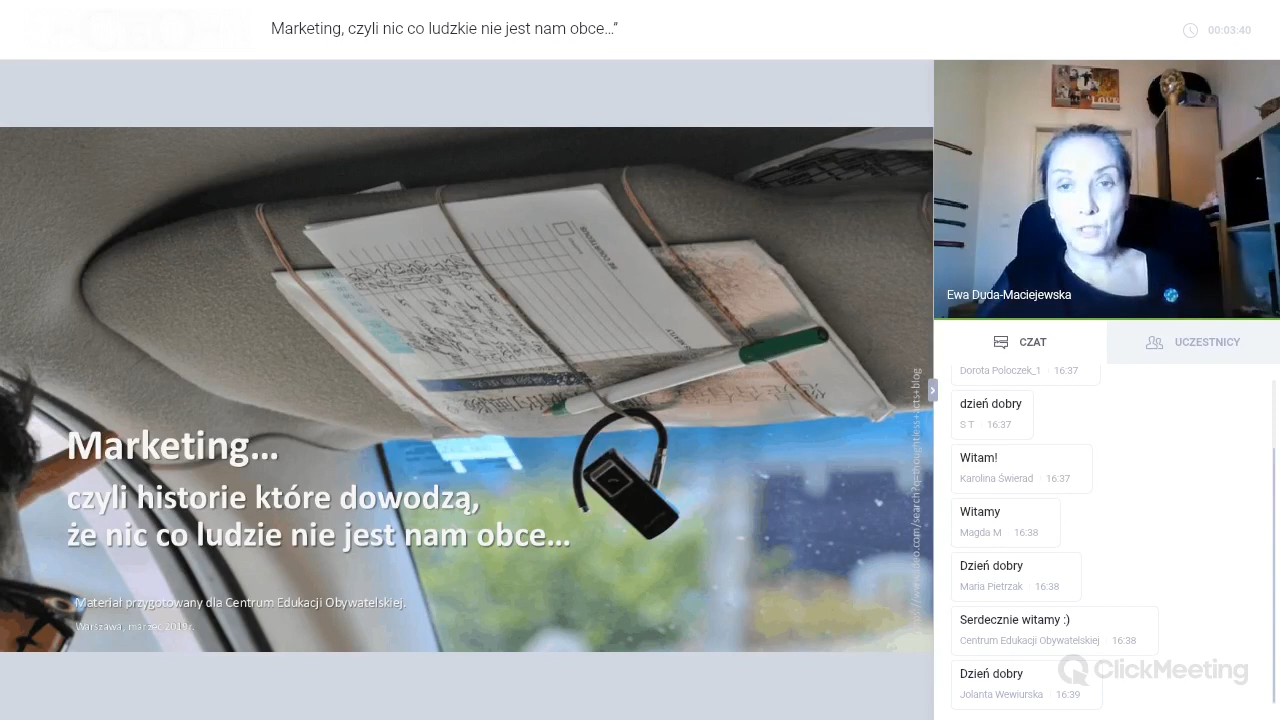 Marketing, czyli nic co ludzkie nie jest nam obce..."
00:03:40
Marketing...
czyli historie które dowodzą,
że nic co ludzie nie jest nam obce...
Materiał przygotowany dla Centrum Edukacji Obywatelskiej.
Warszawa, marzec 2019r.
LOVE
Ewa Duda-Maciejewska
CZAT
UCZESTNICY
Dorota Poloczek_1 16:37
dzień dobry
S T 16:37
Witam!
Karolina Świerad 16:37
Witamy
Magda M 16:38
Dzień dobry
Maria Pietrzak 16:38
Serdecznie witamy :)
Centrum Edukacji Obywatelskiej 16:38
Dzień dobry
Jolanta Wewiurska 16:39
ClickMeeting